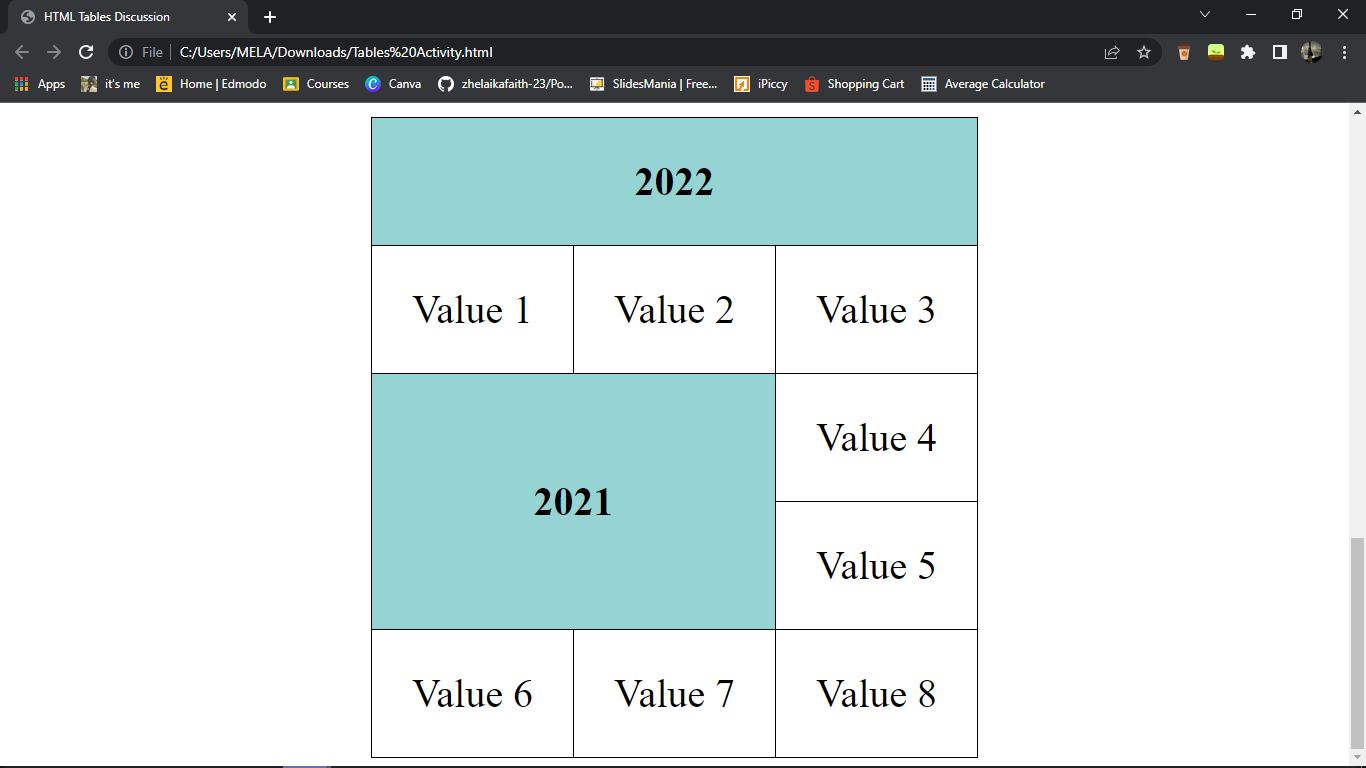 HTML Tables Discussion
File C:/Users/MELA/Downloads/Tables%20Activity.html
Apps it's me Home | Edmodo Courses Canva zhelaikafaith-23/Po... SlidesMania | Free... iPiccy Shopping Cart Average Calculator
2022
Value 1 Value 2 Value 3
Value 4
2021
Value 5
Value 6 Value 7 Value 8